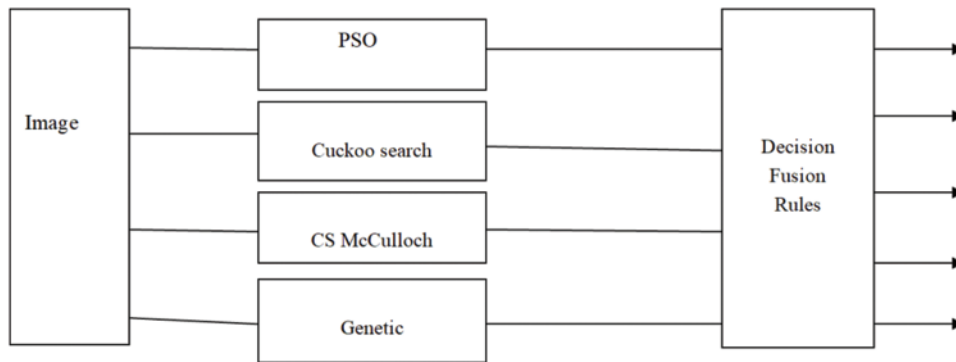 Image
PSO
Cuckoo search
CS McCulloch
Genetic
Decision
Fusion
Rules